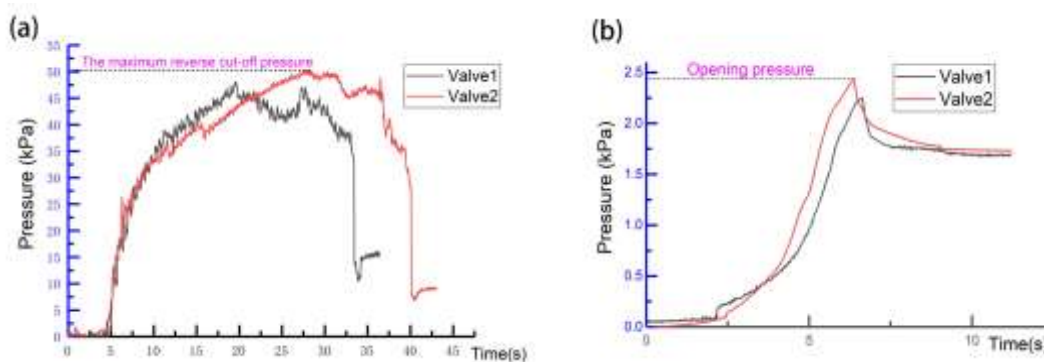 (a)
The maximum reverse cut-off pressure
Valve1
Valve2
Pressure (kPa)
55
50
45
40
35
30
25
20
15
10
5
0
0 5 10 15 20 25 30 35 40 45 Time(s)
(b)
Opening pressure
Valve1
Valve2
Pressure (kPa)
2.5
2.0
1.5
1.0
0.5
0.0
0 5 10 Time(s)